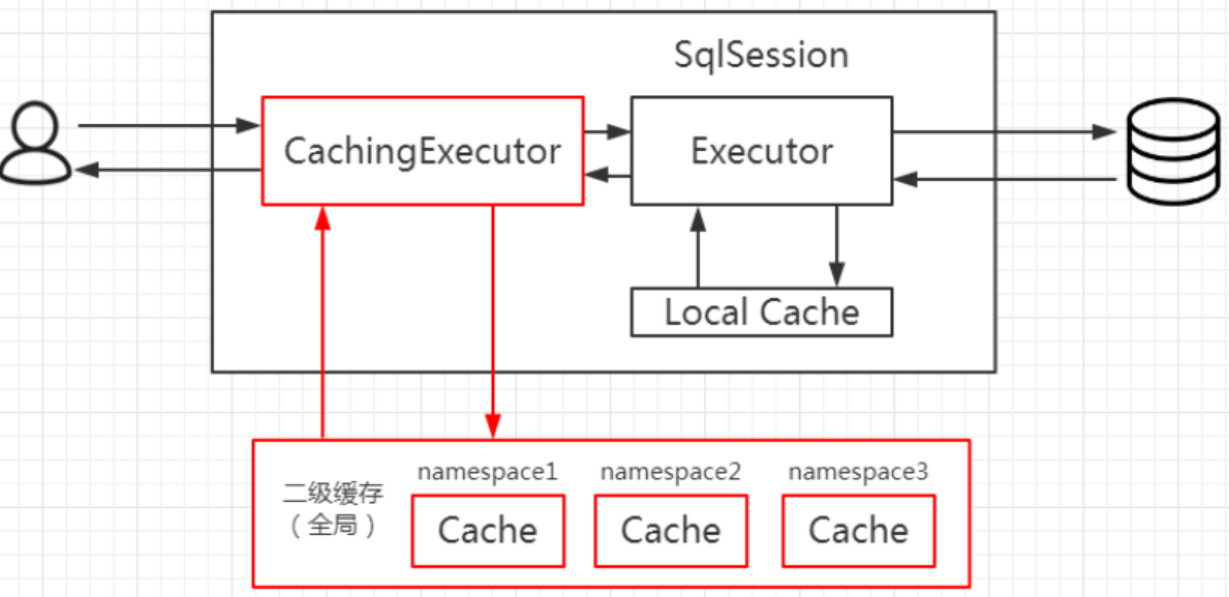 SqlSession
CachingExecutor
Executor
Local Cache
二级缓存
（全局）
namespace1
namespace2
namespace3
Cache
Cache
Cache